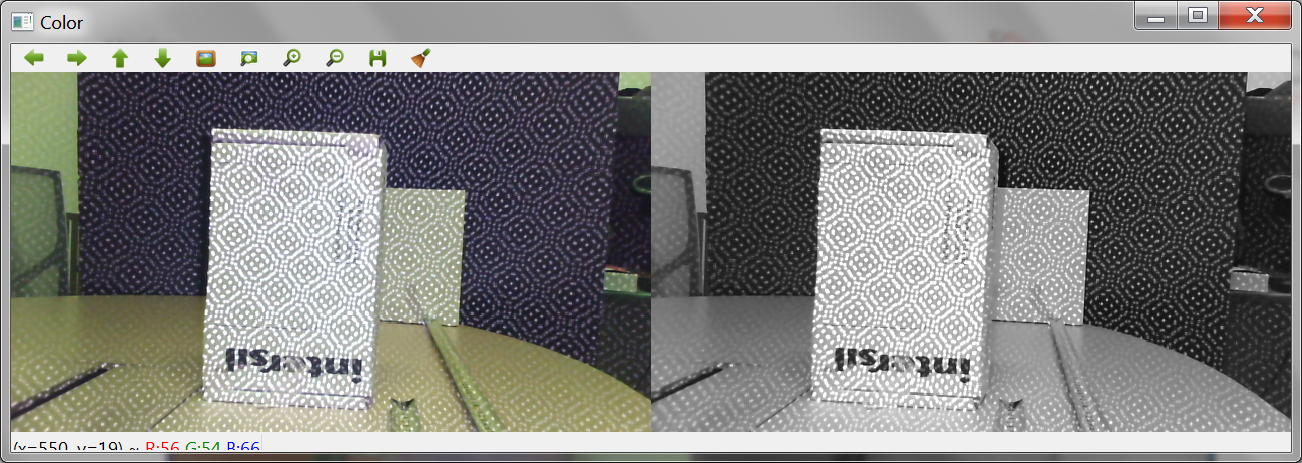 Color
intersil
intersil
(x=550, y=19) ~ R:56 G:54 B:66